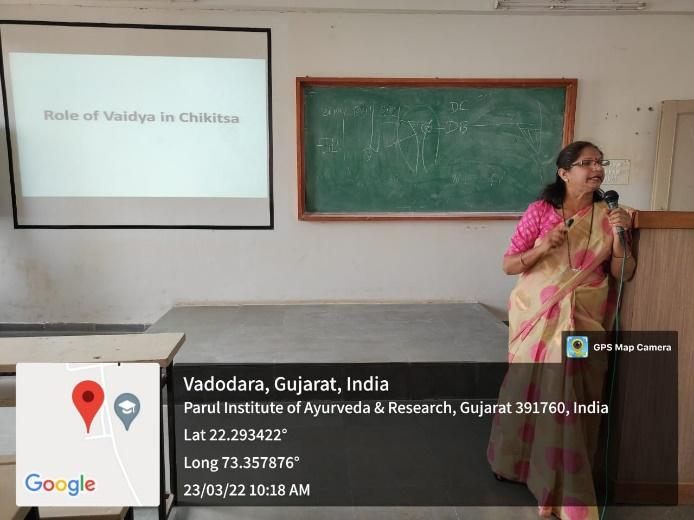 Role of Vaidya in Chikitsa
DC
GPS Map Camera
Vadodara, Gujarat, India
Parul Institute of Ayurveda & Research, Gujarat 391760, India
Lat 22.293422°
Long 73.357876°
23/03/22 10:18 AM
Google